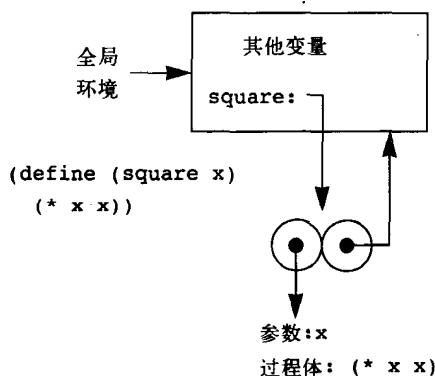 其他变量
全局
环境
square:
(define (square x)
(* x x))
参数:x
过程体: (* x x)